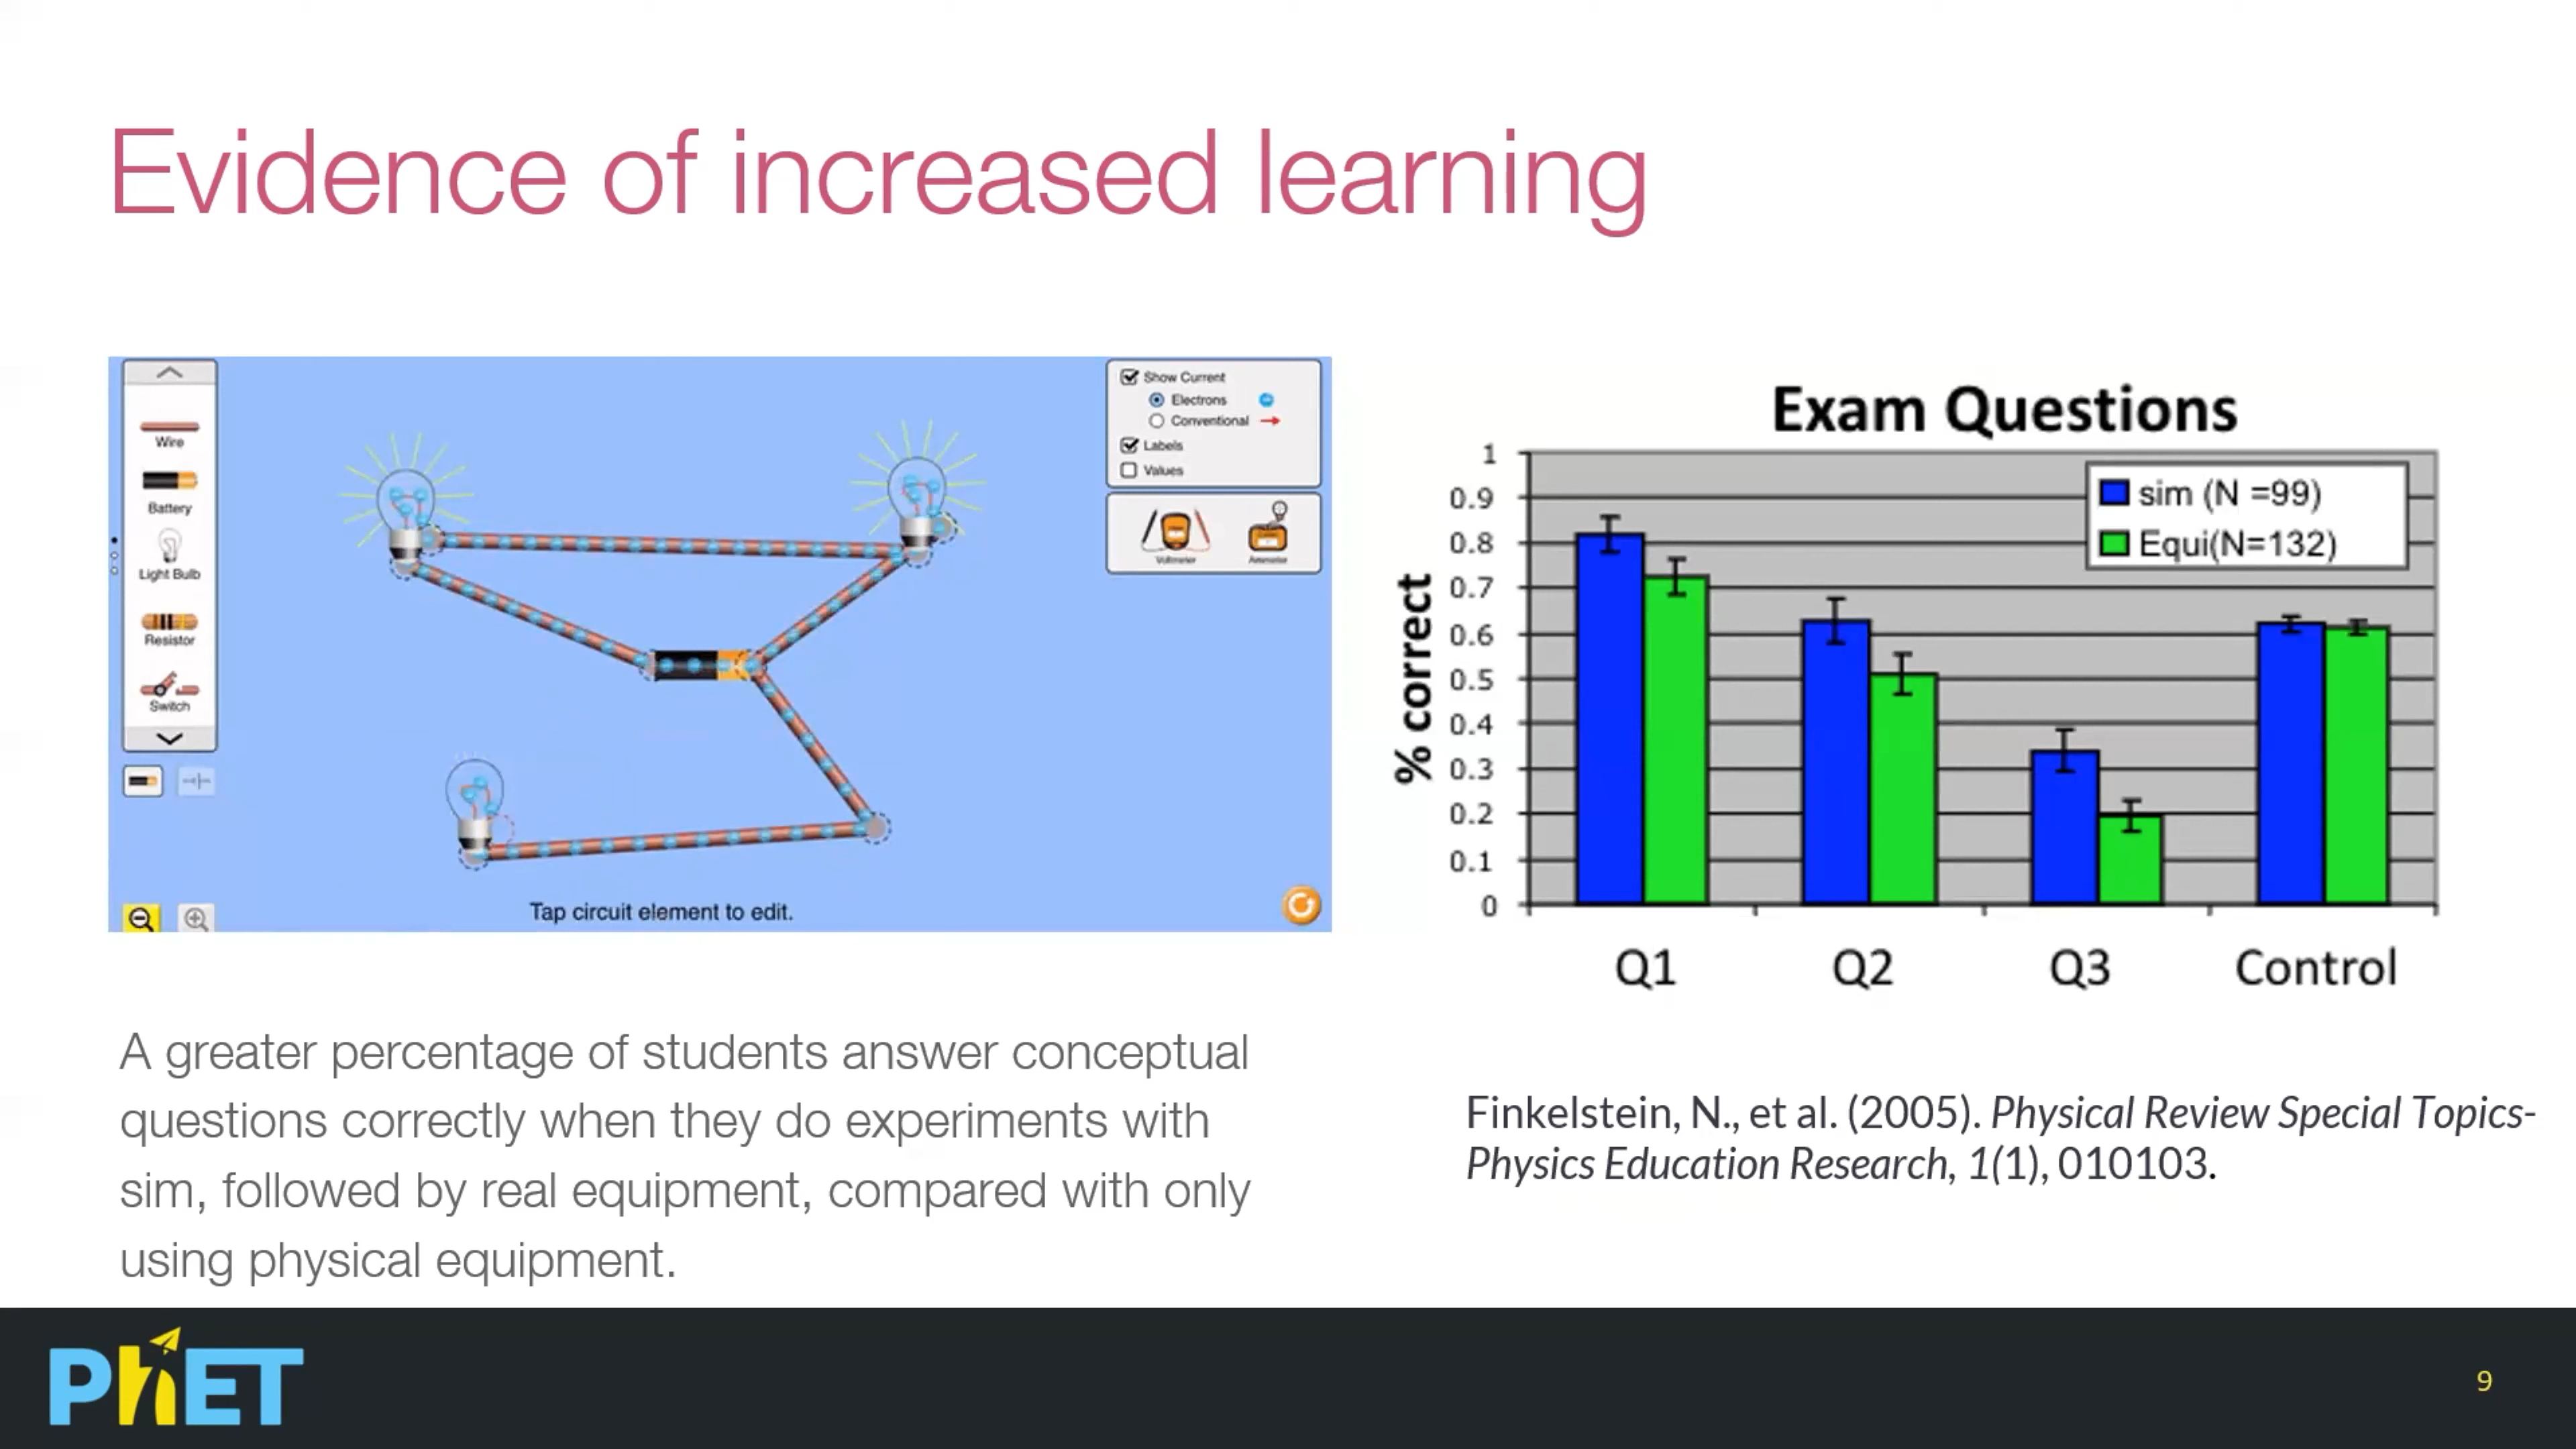 Evidence of increased learning
Wire
Battery
Light Bulb
Resistor
Switch
Show Current
Electrons
Conventional
Labels
Values
Voltmeter
Ammeter
Tap circuit element to edit.
Exam Questions
% correct
1
0.9
0.8
0.7
0.6
0.5
0.4
0.3
0.2
0.1
0
sim (N =99)
Equi(N=132)
Q1 Q2 Q3 Control
A greater percentage of students answer conceptual
questions correctly when they do experiments with
sim, followed by real equipment, compared with only
using physical equipment.
Finkelstein, N., et al. (2005). Physical Review Special Topics-
Physics Education Research, 1(1), 010103.
PhET
9